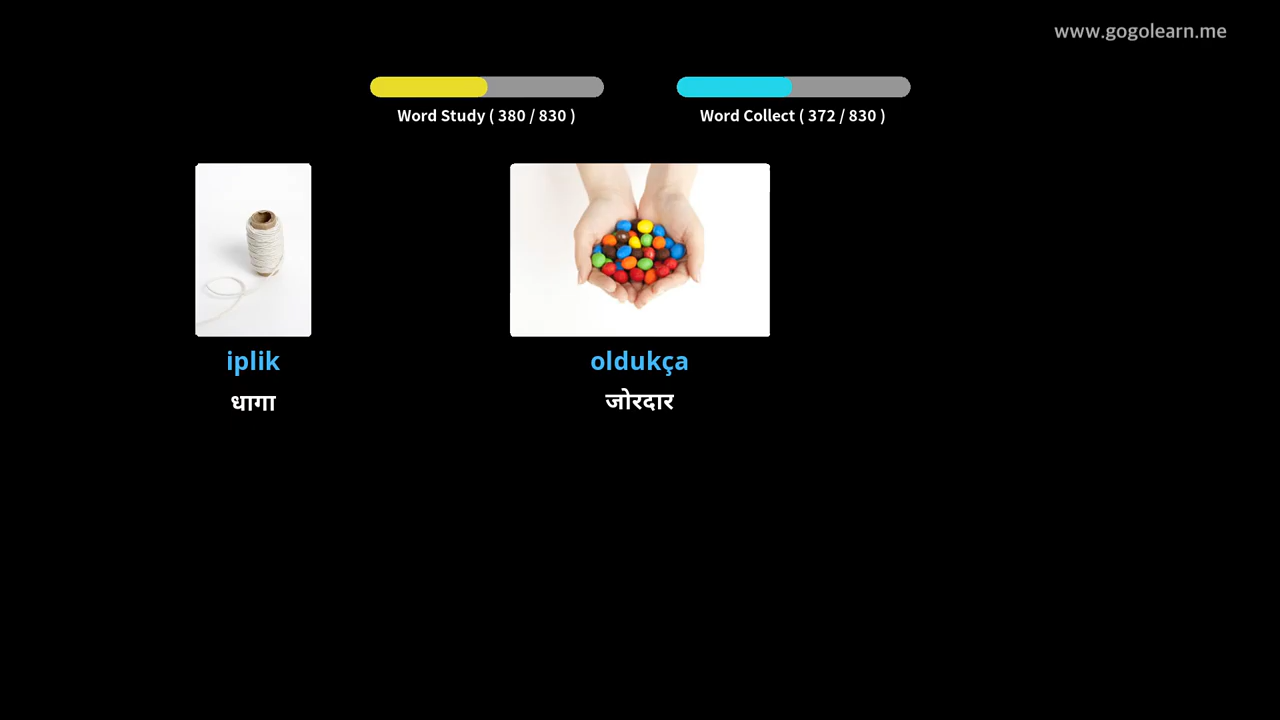 www.gogolearn.me
Word Study ( 380 / 830 )
Word Collect ( 372 / 830 )
iplik
oldukça
धागा
जोरदार